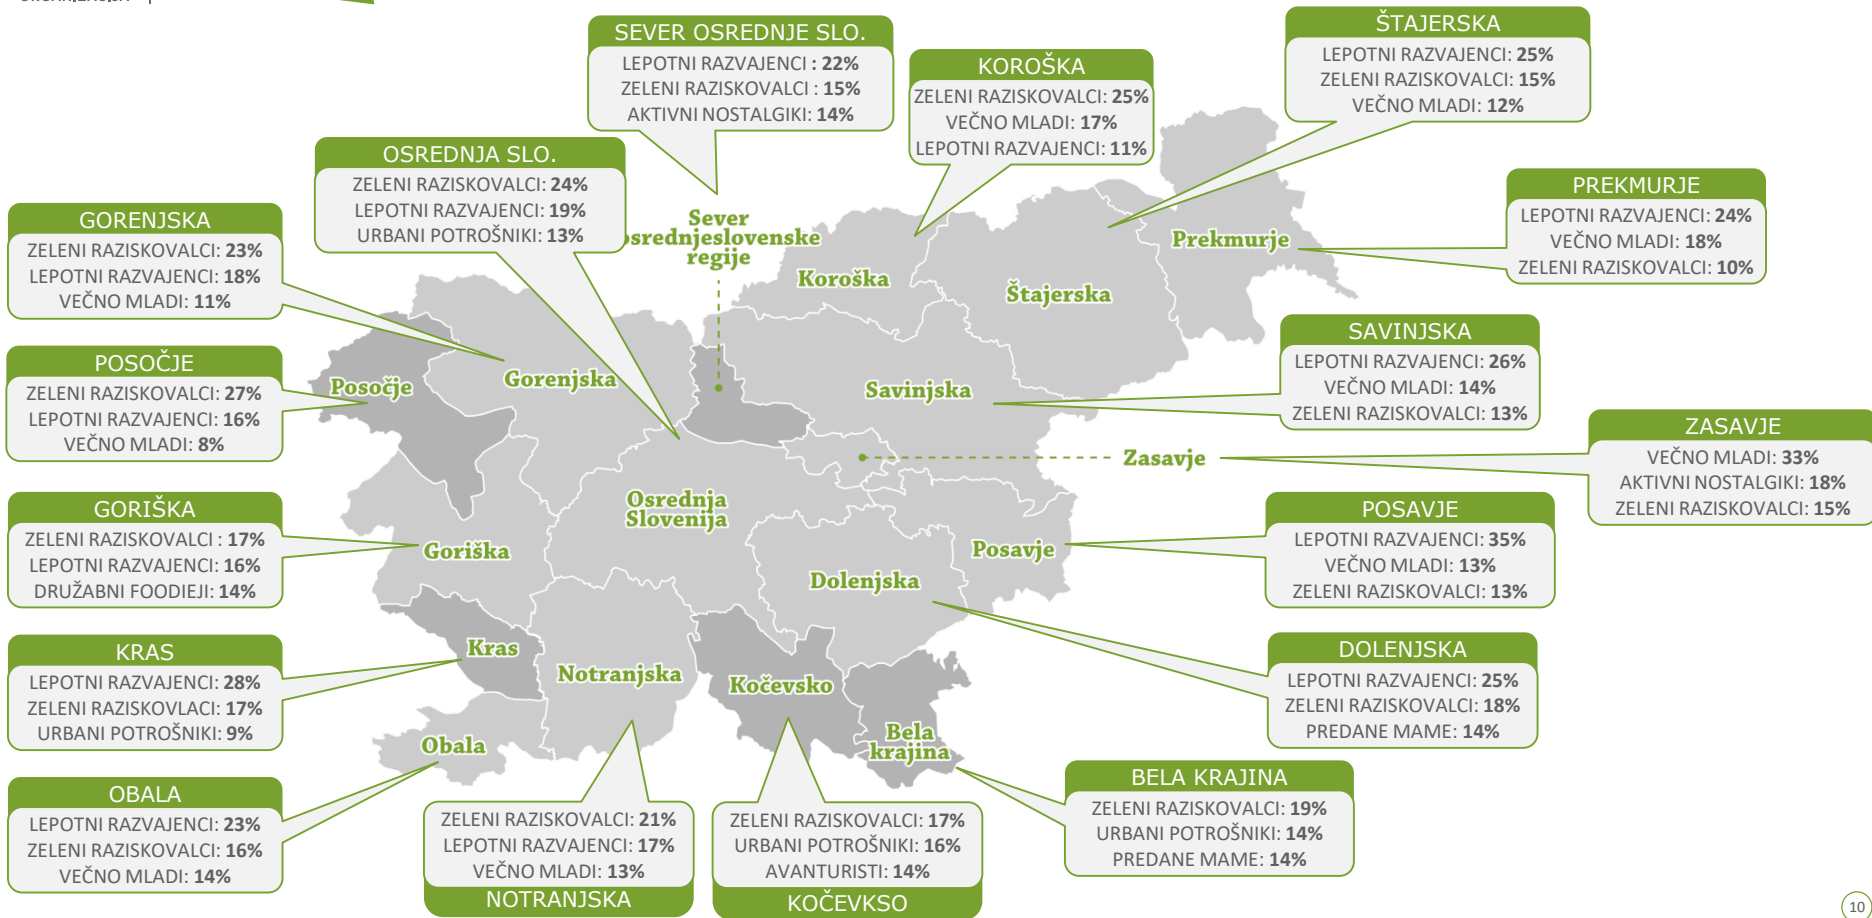 SEVER OSREDNJE SLO.
LEPOTNI RAZVAJENCI : 22%
ZELENI RAZISKOVALCI : 15%
AKTIVNI NOSTALGIKI: 14%
KOROŠKA
ZELENI RAZISKOVALCI: 25%
VEČNO MLADI: 17%
LEPOTNI RAZVAJENCI: 11%
ŠTAJERSKA
LEPOTNI RAZVAJENCI: 25%
ZELENI RAZISKOVALCI: 15%
VEČNO MLADI: 12%
OSREDNJA SLO.
ZELENI RAZISKOVALCI: 24%
LEPOTNI RAZVAJENCI: 19%
URBANI POTROŠNIKI: 13%
PREKMURJE
LEPOTNI RAZVAJENCI: 24%
VEČNO MLADI: 18%
ZELENI RAZISKOVALCI: 10%
GORENJSKA
ZELENI RAZISKOVALCI: 23%
LEPOTNI RAZVAJENCI: 18%
VEČNO MLADI: 11%
Sever
osrednjeslovenske
regije
Koroška
Štajerska
Prekmurje
SAVINJSKA
LEPOTNI RAZVAJENCI: 26%
VEČNO MLADI: 14%
ZELENI RAZISKOVALCI: 13%
POSOČJE
ZELENI RAZISKOVALCI: 27%
LEPOTNI RAZVAJENCI: 16%
VEČNO MLADI: 8%
Posočje
Gorenjska
Savinjska
Zasavje
ZASAVJE
VEČNO MLADI: 33%
AKTIVNI NOSTALGIKI: 18%
ZELENI RAZISKOVALCI: 15%
GORIŠKA
ZELENI RAZISKOVALCI : 17%
LEPOTNI RAZVAJENCI: 16%
DRUŽABNI FOODIEJI: 14%
Goriška
Osrednja
Slovenija
Dolenjska
Posavje
POSAVJE
LEPOTNI RAZVAJENCI: 35%
VEČNO MLADI: 13%
ZELENI RAZISKOVALCI: 13%
KRAS
LEPOTNI RAZVAJENCI: 28%
ZELENI RAZISKOVLACI: 17%
URBANI POTROŠNIKI: 9%
Kras
Notranjska
Kočevsko
Bela
krajina
Obala
DOLENJSKA
LEPOTNI RAZVAJENCI: 25%
ZELENI RAZISKOVALCI: 18%
PREDANE MAME: 14%
OBALA
LEPOTNI RAZVAJENCI: 23%
ZELENI RAZISKOVALCI: 16%
VEČNO MLADI: 14%
ZELENI RAZISKOVALCI: 21%
LEPOTNI RAZVAJENCI: 17%
VEČNO MLADI: 13%
NOTRANJSKA
ZELENI RAZISKOVALCI: 17%
URBANI POTROŠNIKI: 16%
AVANTURISTI: 14%
KOČEVKSO
BELA KRAJINA
ZELENI RAZISKOVALCI: 19%
URBANI POTROŠNIKI: 14%
PREDANE MAME: 14%
10